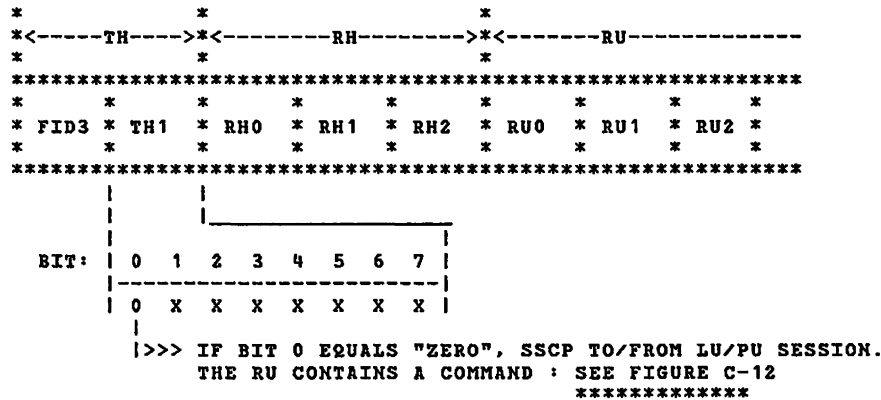 *                  *                          *
*<-----TH---->*<--------RH-------->*<-------RU-------------
*                  *                          *
****************************************************************
*        *        *        *        *        *        *        *        *
* FID3 * TH1  * RH0  * RH1 * RH2  * RU0  * RU1  * RU2 *
*        *        *        *        *        *        *        *        *
****************************************************************
BIT: | 0 1 2 3 4 5 6 7 |
|-------------------------|
| 0 X X X X X X X |
|>>> IF BIT 0 EQUALS "ZERO", SSCP TO/FROM LU/PU SESSION.
THE RU CONTAINS A COMMAND : SEE FIGURE C-12
*************